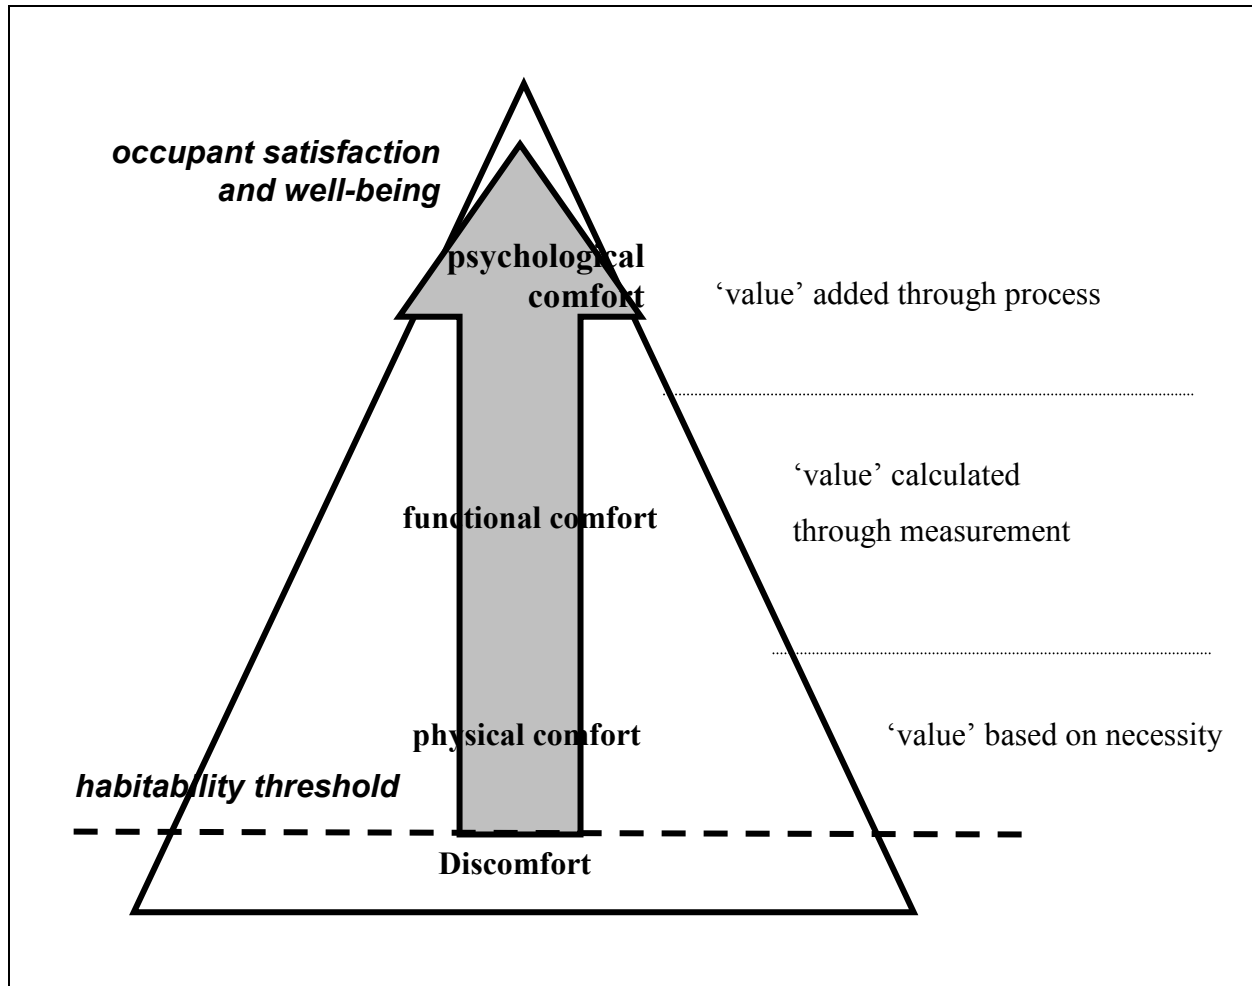 occupant satisfaction
and well-being
psychological
comfort
‘value’ added through process
‘value’ calculated
through measurement
functional comfort
physical comfort
‘value’ based on necessity
habitability threshold
Discomfort